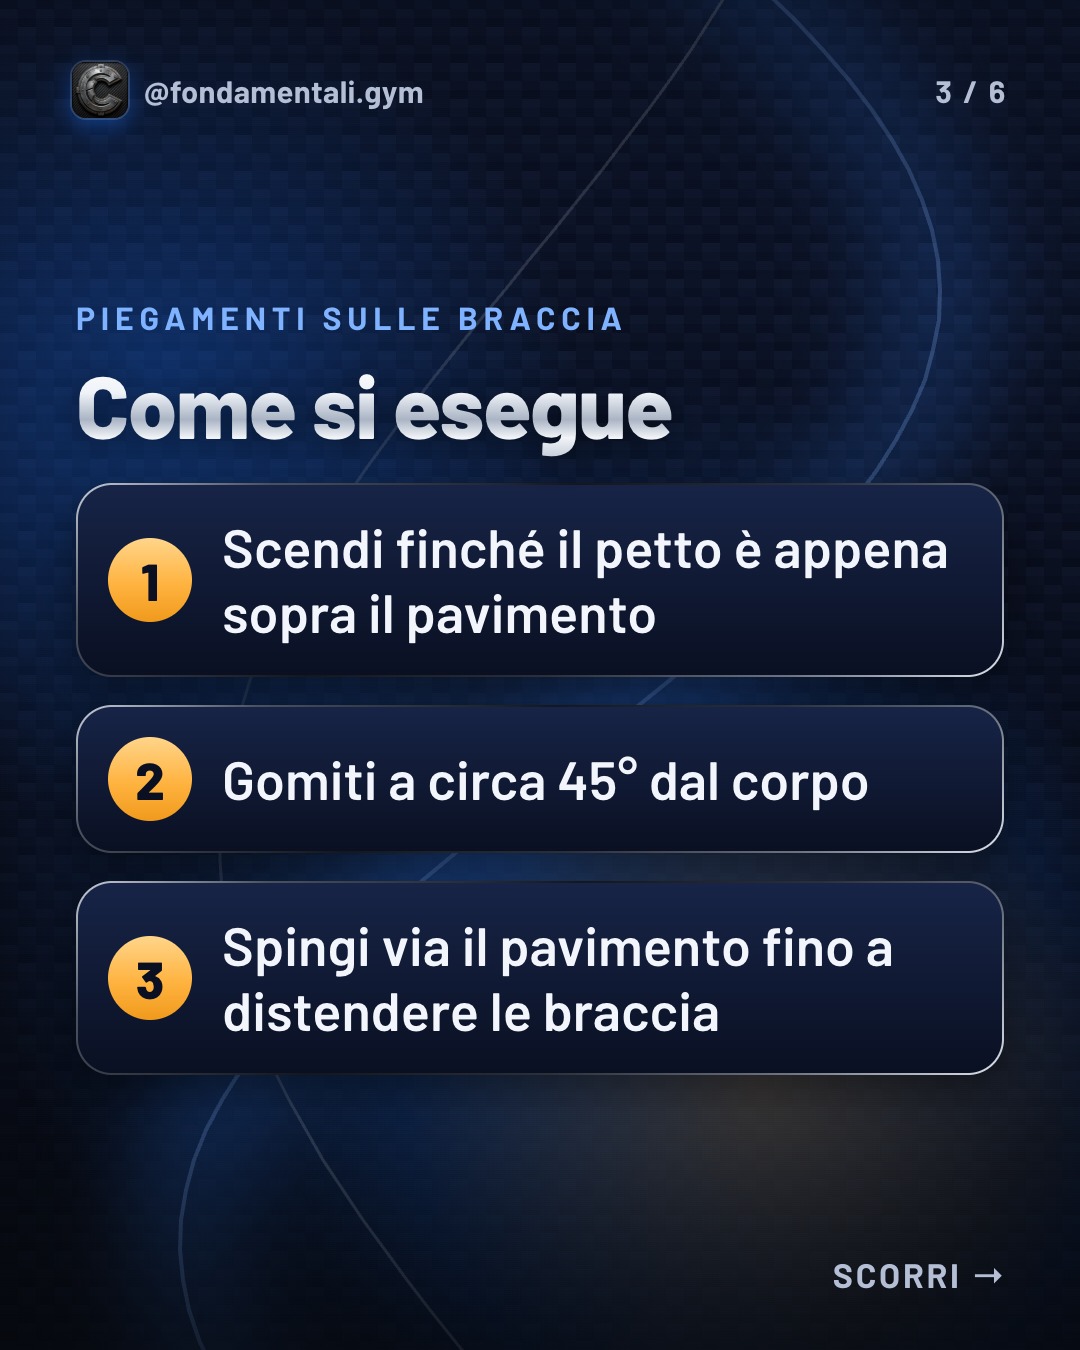 @fondamentali.gym
3 / 6
PIEGAMENTI SULLE BRACCIA
Come si esegue
1
Scendi finché il petto è appena
sopra il pavimento
2
Gomiti a circa 45° dal corpo
3
Spingi via il pavimento fino a
distendere le braccia
SCORRI →